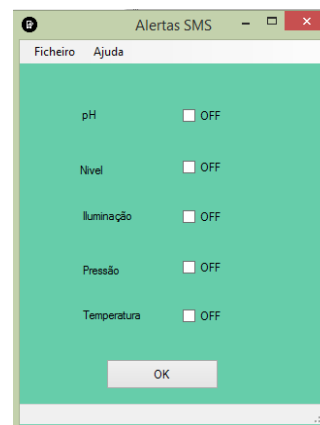 Alertas SMS
Ficheiro Ajuda
pH OFF
Nivel OFF
Iluminação OFF
Pressão OFF
Temperatura OFF
OK